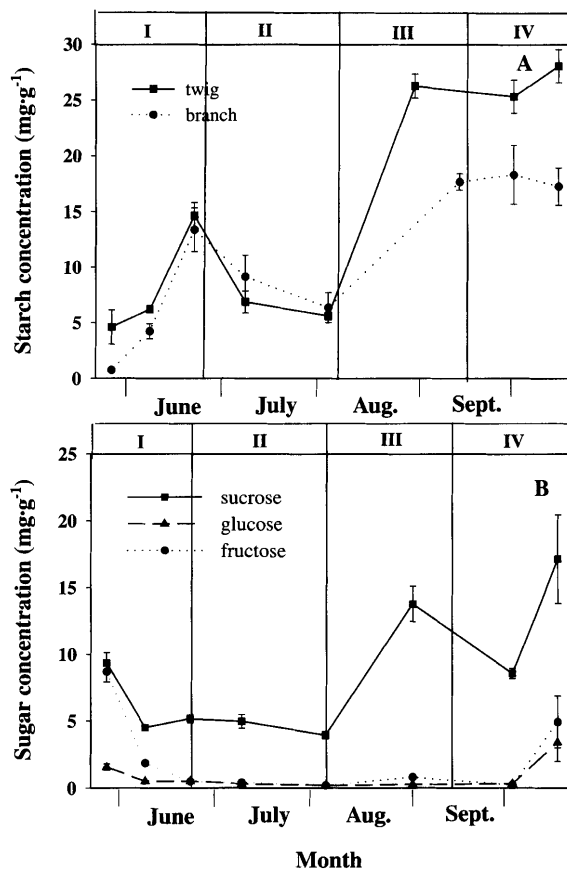 I II III IV
30
A
25
20
15
10
5
0
twig
branch
Starch concentration (mg·g⁻¹)
June July Aug. Sept.
I II III IV
25
B
20
15
10
5
0
sucrose
glucose
fructose
Sugar concentration (mg·g⁻¹)
June July Aug. Sept.
Month